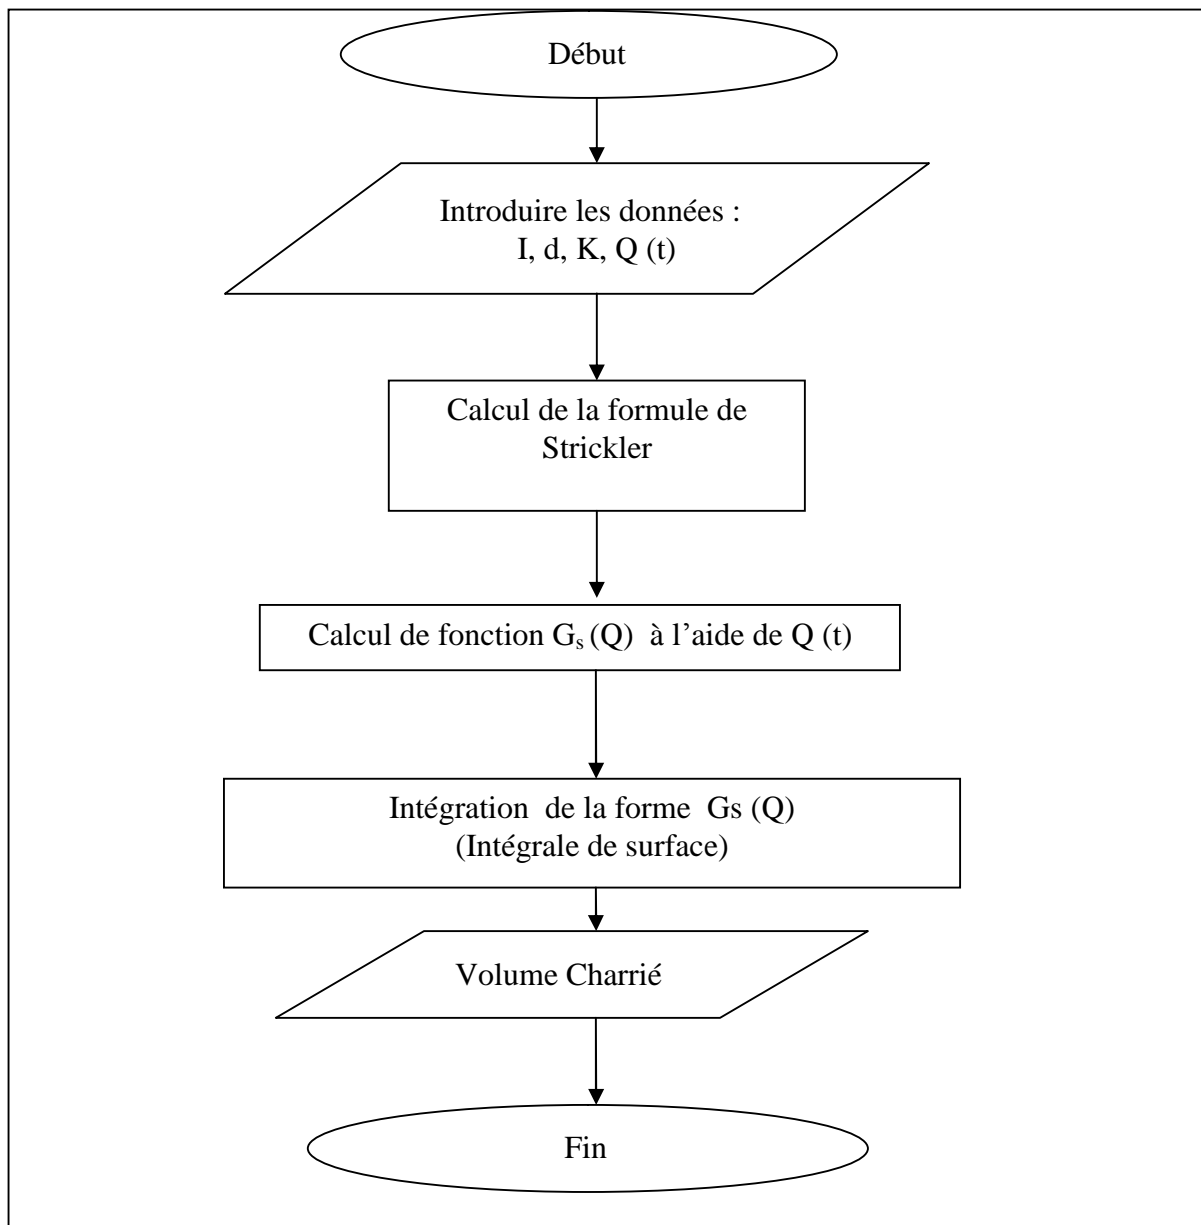 Début
Introduire les données :
I, d, K, Q (t)
Calcul de la formule de
Strickler
Calcul de fonction Gs (Q) à l’aide de Q (t)
Intégration de la forme Gs (Q)
(Intégrale de surface)
Volume Charrié
Fin